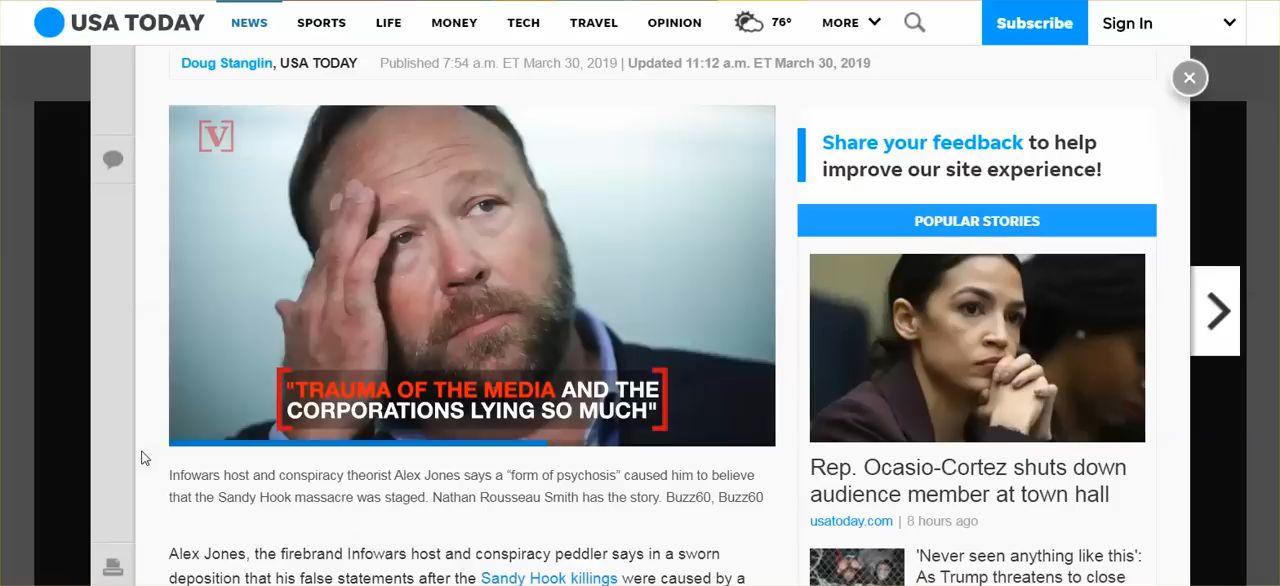 USA TODAY NEWS SPORTS LIFE MONEY TECH TRAVEL OPINION 76° MORE Subscribe Sign In
Doug Stanglin, USA TODAY Published 7:54 a.m. ET March 30, 2019 | Updated 11:12 a.m. ET March 30, 2019
[V]
"TRAUMA OF THE MEDIA AND THE
CORPORATIONS LYING SO MUCH"
Infowars host and conspiracy theorist Alex Jones says a “form of psychosis” caused him to believe
that the Sandy Hook massacre was staged. Nathan Rousseau Smith has the story. Buzz60, Buzz60
Alex Jones, the firebrand Infowars host and conspiracy peddler says in a sworn
deposition that his false statements after the Sandy Hook killings were caused by a
Share your feedback to help
improve our site experience!
POPULAR STORIES
Rep. Ocasio-Cortez shuts down
audience member at town hall
usatoday.com | 8 hours ago
'Never seen anything like this':
As Trump threatens to close